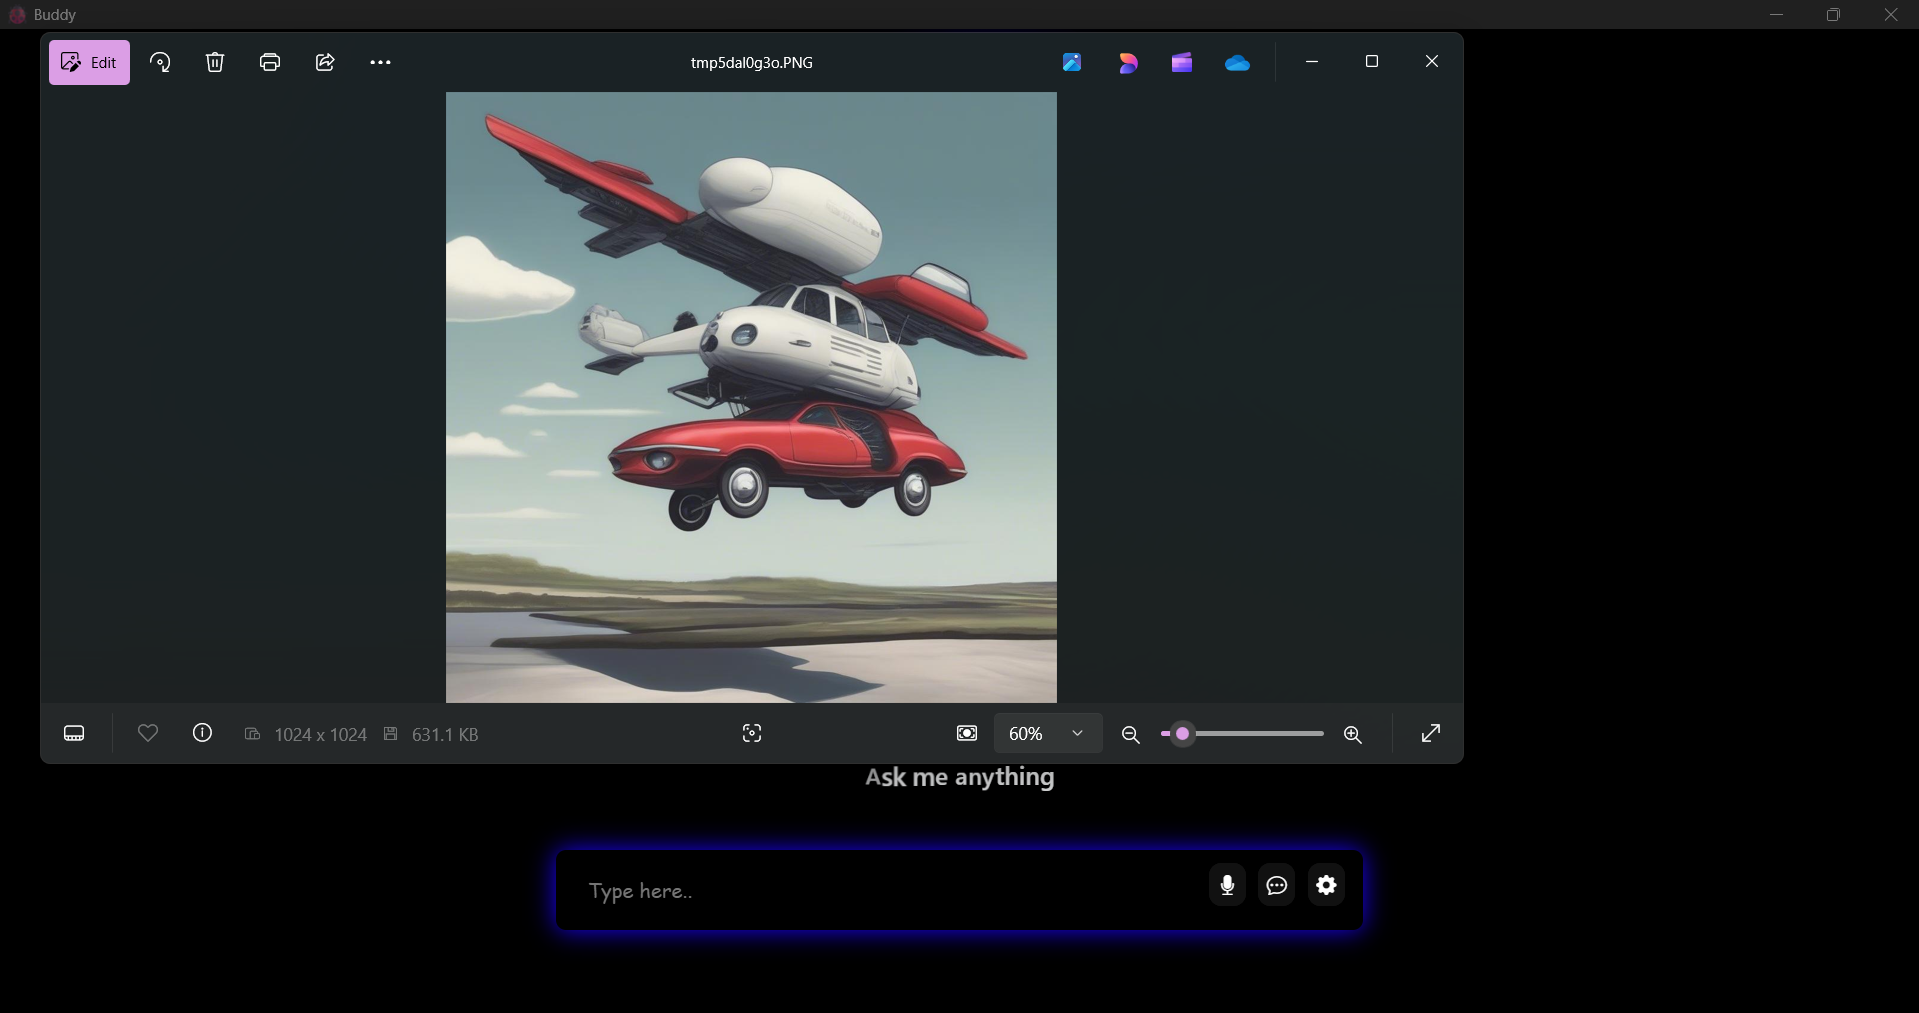 Buddy
Edit
tmp5dal0g3o.PNG
1024 x 1024
631.1 KB
60%
Ask me anything
Type here..